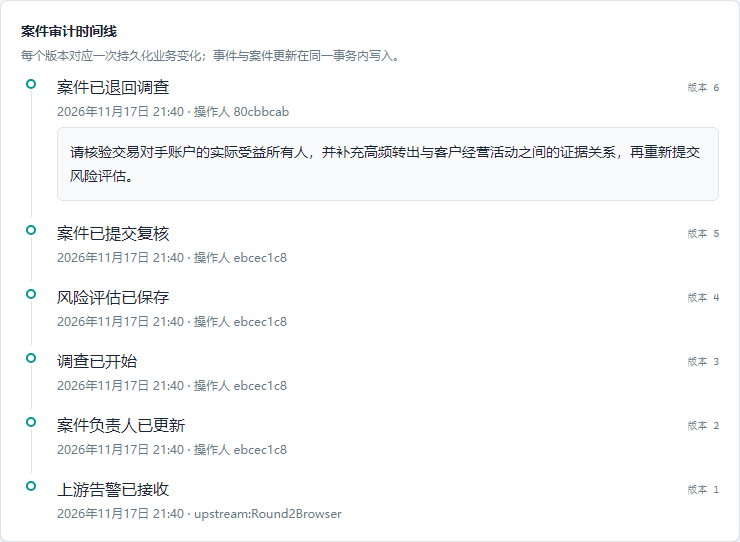 案件审计时间线
每个版本对应一次持久化业务变化；事件与案件更新在同一事务内写入。
案件已退回调查 版本 6
2026年11月17日 21:40 · 操作人 80cbbcab
请核验交易对手账户的实际受益所有人，并补充高频转出与客户经营活动之间的证据关系，再重新提交
风险评估。
案件已提交复核 版本 5
2026年11月17日 21:40 · 操作人 ebcec1c8
风险评估已保存 版本 4
2026年11月17日 21:40 · 操作人 ebcec1c8
调查已开始 版本 3
2026年11月17日 21:40 · 操作人 ebcec1c8
案件负责人已更新 版本 2
2026年11月17日 21:40 · 操作人 ebcec1c8
上游告警已接收 版本 1
2026年11月17日 21:40 · upstream:Round2Browser